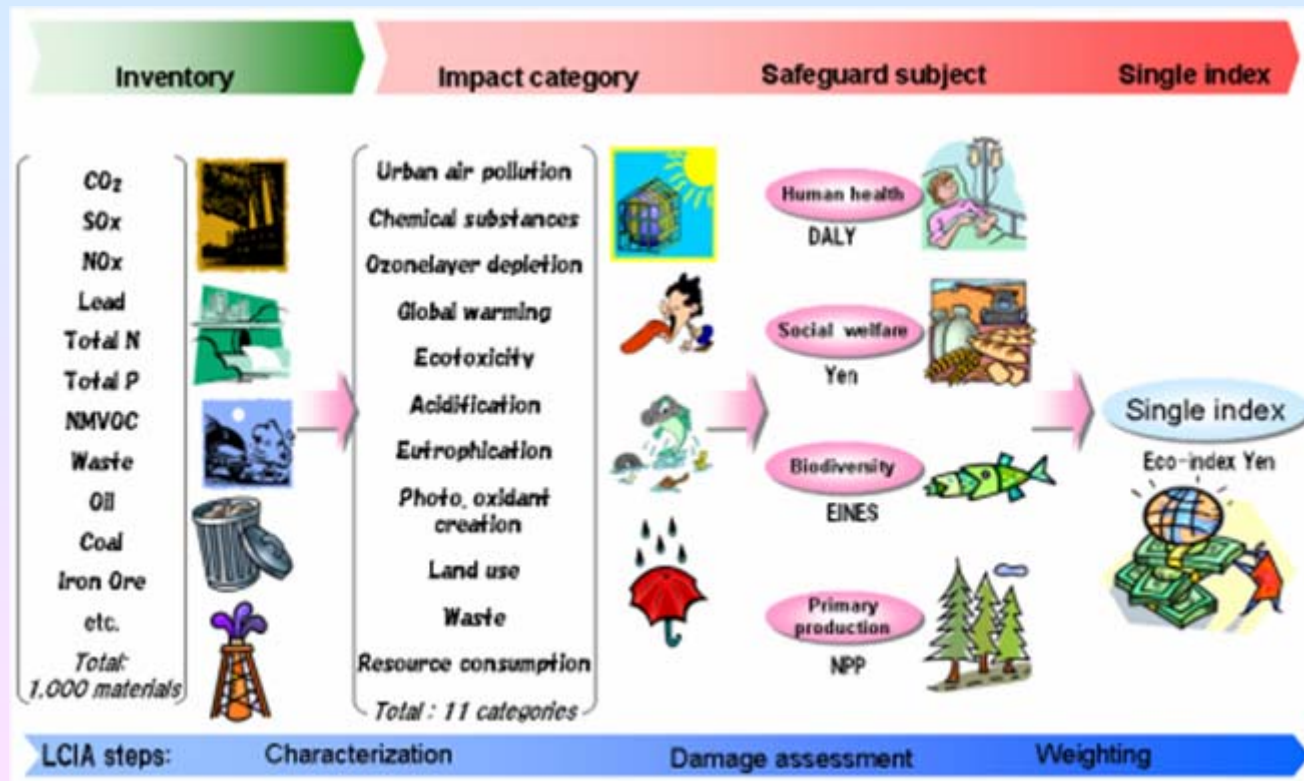 Inventory
Impact category
Safeguard subject
Single index
CO₂
SOx
NOx
Lead
Total N
Total P
NMVOC
Waste
Oil
Coal
Iron Ore
etc.
Total:
1,000 materials
Urban air pollution
Chemical substances
Ozonelayer depletion
Global warming
Ecotoxicity
Acidification
Eutrophication
Photo, oxidant
creation
Land use
Waste
Resource consumption
Total : 11 categories
Human health
DALY
Social welfare
Yen
Biodiversity
EINES
Primary
production
NPP
Single index
Eco-index Yen
LCIA steps:
Characterization
Damage assessment
Weighting